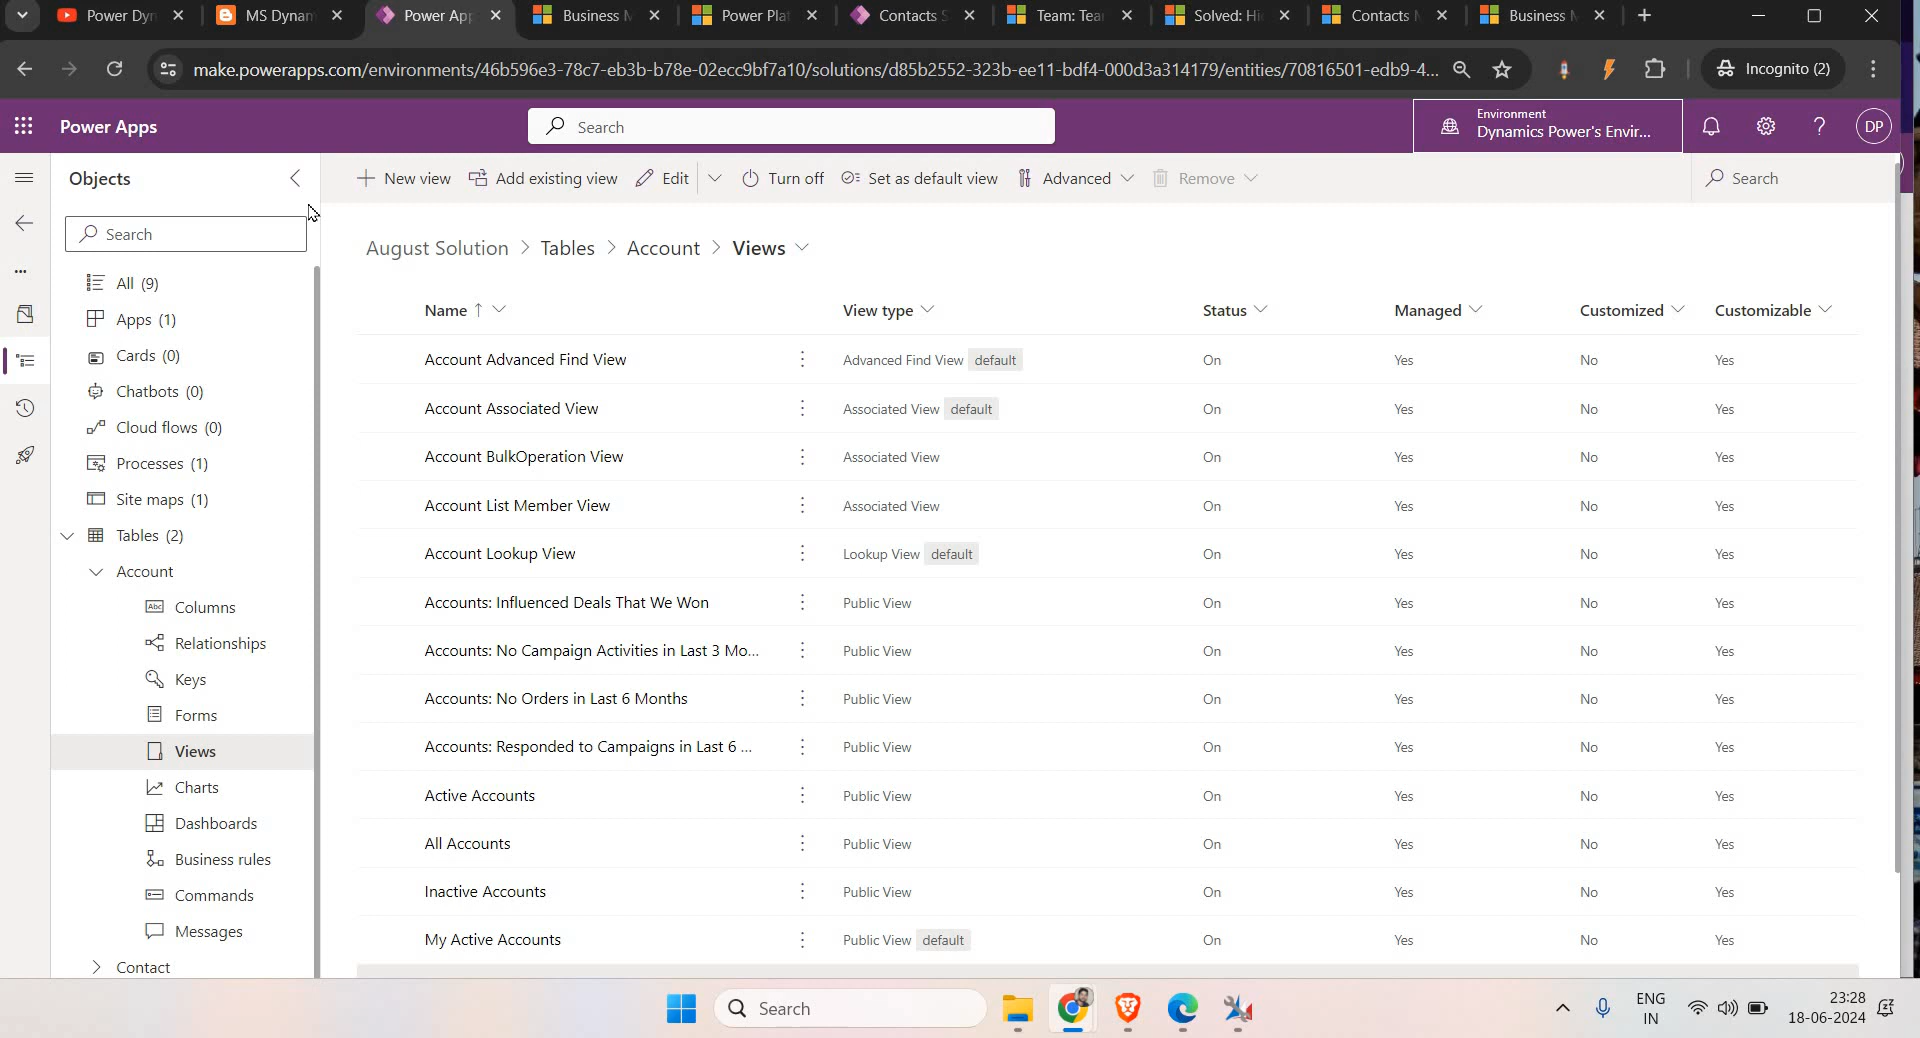 Power Dyn
MS Dynam
Power App
Business M
Power Plat
Contacts S
Team: Tea
Solved: Hi
Contacts M
Business M
make.powerapps.com/environments/46b596e3-78c7-eb3b-b78e-02ecc9bf7a10/solutions/d85b2552-323b-ee11-bdf4-000d3a314179/entities/70816501-edb9-4...
Incognito (2)
Power Apps
Search
Environment
Dynamics Power's Envir...
DP
Objects
New view
Add existing view
Edit
Turn off
Set as default view
Advanced
Remove
Search
Search
August Solution > Tables > Account > Views
All (9)
Apps (1)
Cards (0)
Chatbots (0)
Cloud flows (0)
Processes (1)
Site maps (1)
Tables (2)
Account
Columns
Relationships
Keys
Forms
Views
Charts
Dashboards
Business rules
Commands
Messages
Contact
Name ↑ View type Status Managed Customized Customizable
Account Advanced Find View Advanced Find View default On Yes No Yes
Account Associated View Associated View default On Yes No Yes
Account BulkOperation View Associated View On Yes No Yes
Account List Member View Associated View On Yes No Yes
Account Lookup View Lookup View default On Yes No Yes
Accounts: Influenced Deals That We Won Public View On Yes No Yes
Accounts: No Campaign Activities in Last 3 Mo... Public View On Yes No Yes
Accounts: No Orders in Last 6 Months Public View On Yes No Yes
Accounts: Responded to Campaigns in Last 6 ... Public View On Yes No Yes
Active Accounts Public View On Yes No Yes
All Accounts Public View On Yes No Yes
Inactive Accounts Public View On Yes No Yes
My Active Accounts Public View default On Yes No Yes
Search
ENG
IN
23:28
18-06-2024